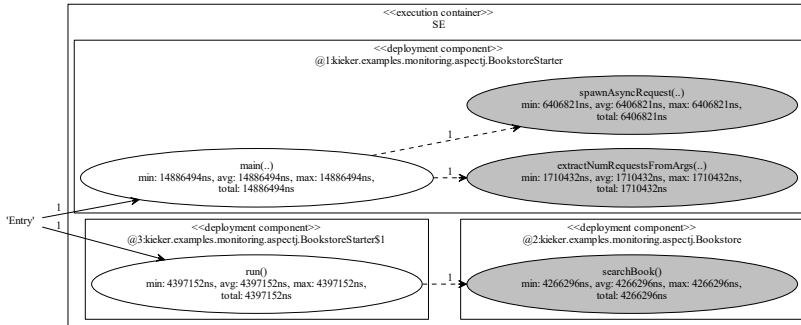 <<execution container>>
SE
<<deployment component>>
@1:kieker.examples.monitoring.aspectj.BookstoreStarter
spawnAsyncRequest(..)
min: 6406821ns, avg: 6406821ns, max: 6406821ns,
total: 6406821ns
1
main(..)
min: 14886494ns, avg: 14886494ns, max: 14886494ns,
total: 14886494ns
1
extractNumRequestsFromArgs(..)
min: 1710432ns, avg: 1710432ns, max: 1710432ns,
total: 1710432ns
1
'Entry'
1
<<deployment component>>
@3:kieker.examples.monitoring.aspectj.BookstoreStarter$1
run()
min: 4397152ns, avg: 4397152ns, max: 4397152ns,
total: 4397152ns
1
<<deployment component>>
@2:kieker.examples.monitoring.aspectj.Bookstore
searchBook()
min: 4266296ns, avg: 4266296ns, max: 4266296ns,
total: 4266296ns